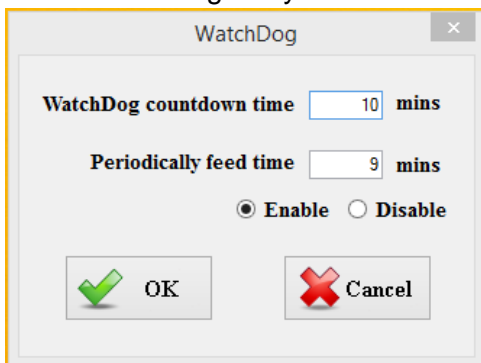 WatchDog
WatchDog countdown time 10 mins
Periodically feed time 9 mins
Enable Disable
OK Cancel